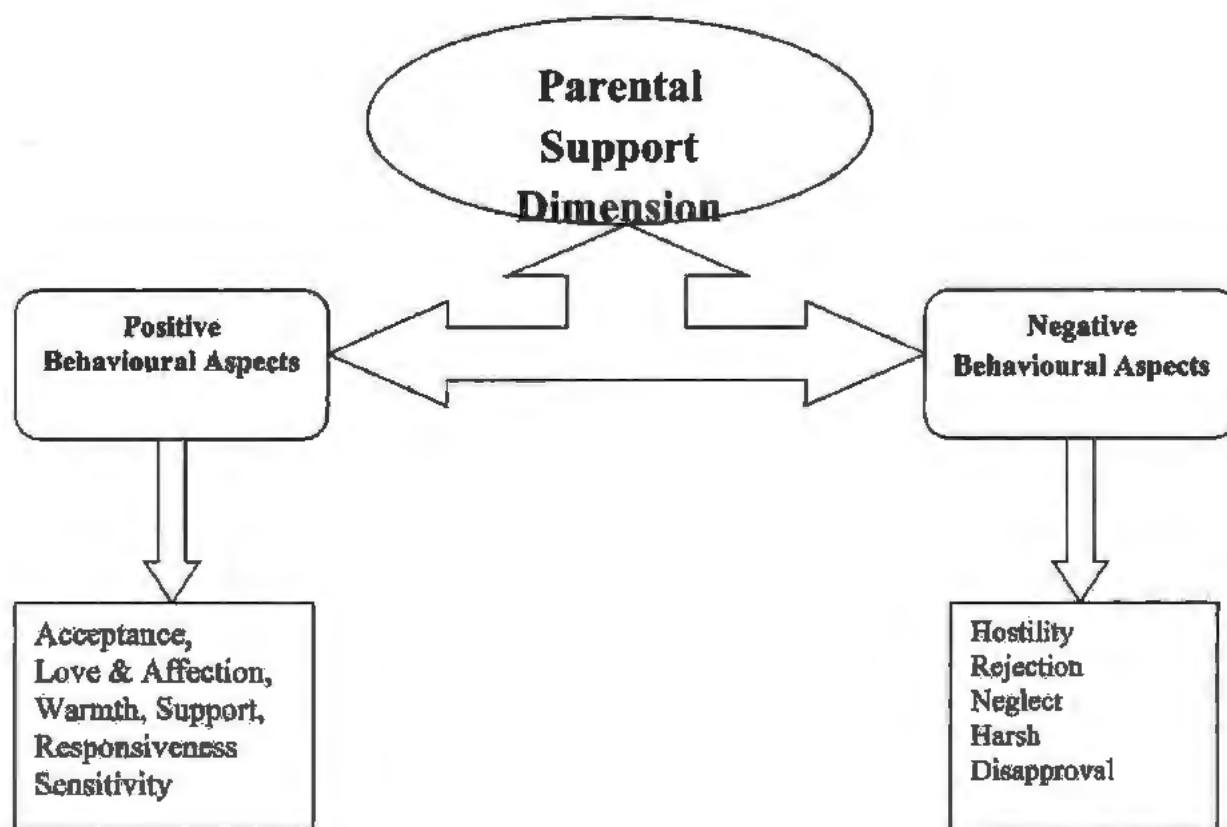 Parental
Support
Dimension
Positive
Behavioural Aspects
Negative
Behavioural Aspects
Acceptance,
Love & Affection,
Warmth, Support,
Responsiveness
Sensitivity
Hostility
Rejection
Neglect
Harsh
Disapproval